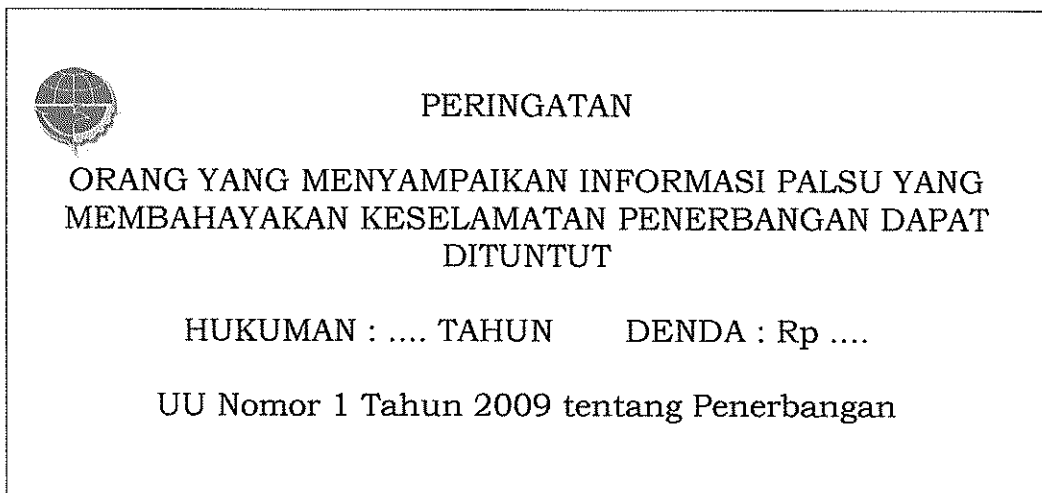 PERINGATAN
ORANG YANG MENYAMPAIKAN INFORMASI PALSU YANG
MEMBAHAYAKAN KESELAMATAN PENERBANGAN DAPAT
DITUNTUT
HUKUMAN : .... TAHUN DENDA : Rp ....
UU Nomor 1 Tahun 2009 tentang Penerbangan